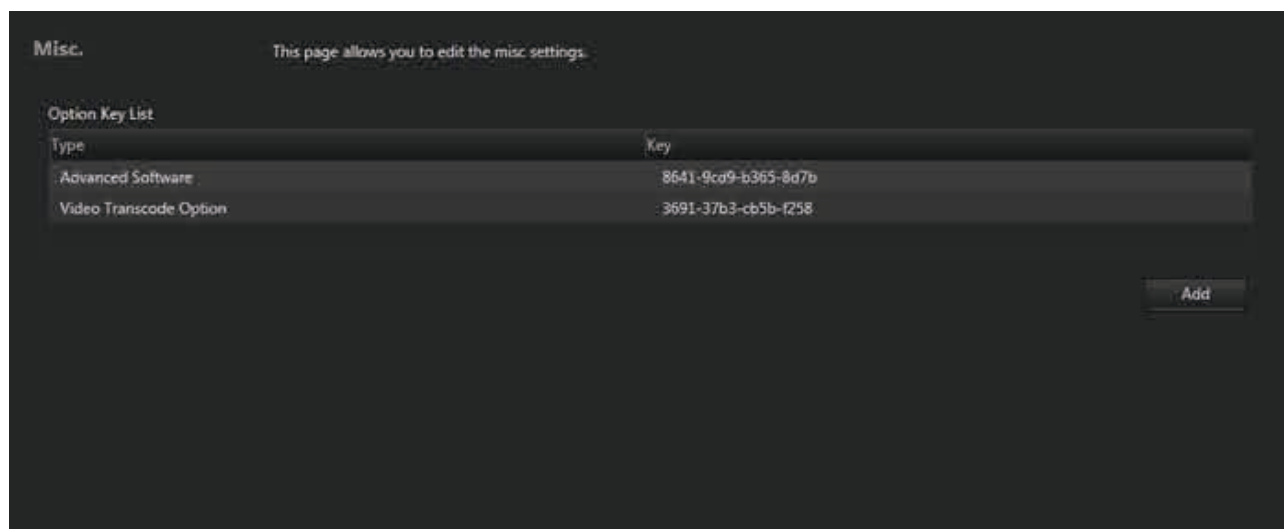 Misc.
This page allows you to edit the misc settings.
Option Key List
Type Key
Advanced Software 8641-9cd9-b365-8d7b
Video Transcode Option 3691-37b3-cb5b-f258
Add